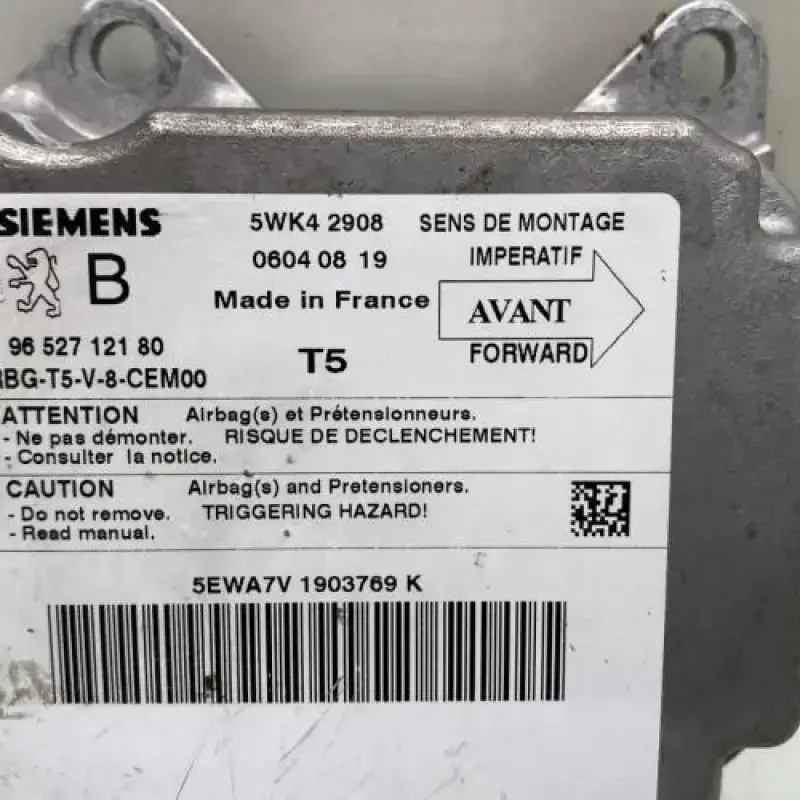 SIEMENS
5WK4 2908
SENS DE MONTAGE
0604 08 19
IMPERATIF
B
Made in France
AVANT
96 527 121 80
T5
FORWARD
RBG-T5-V-8-CEM00
ATTENTION Airbag(s) et Prétensionneurs.
- Ne pas démonter. RISQUE DE DECLENCHEMENT!
- Consulter la notice.
CAUTION Airbag(s) and Pretensioners.
- Do not remove. TRIGGERING HAZARD!
- Read manual.
5EWA7V 1903769 K